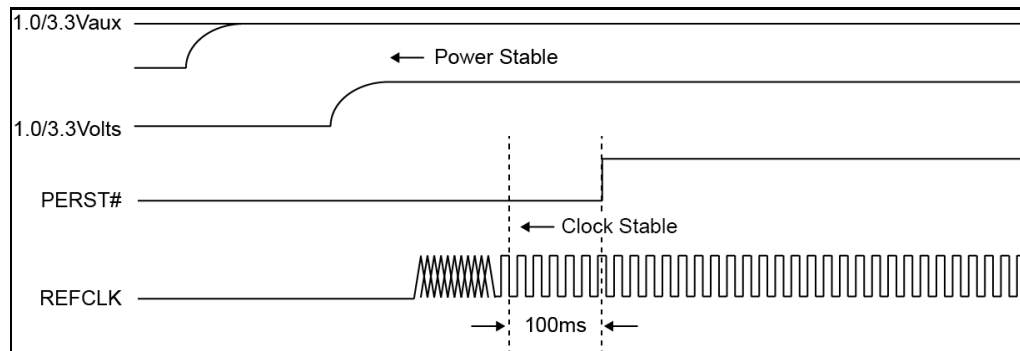 1.0/3.3Vaux
Power Stable
1.0/3.3Volts
PERST#
Clock Stable
REFCLK
100ms